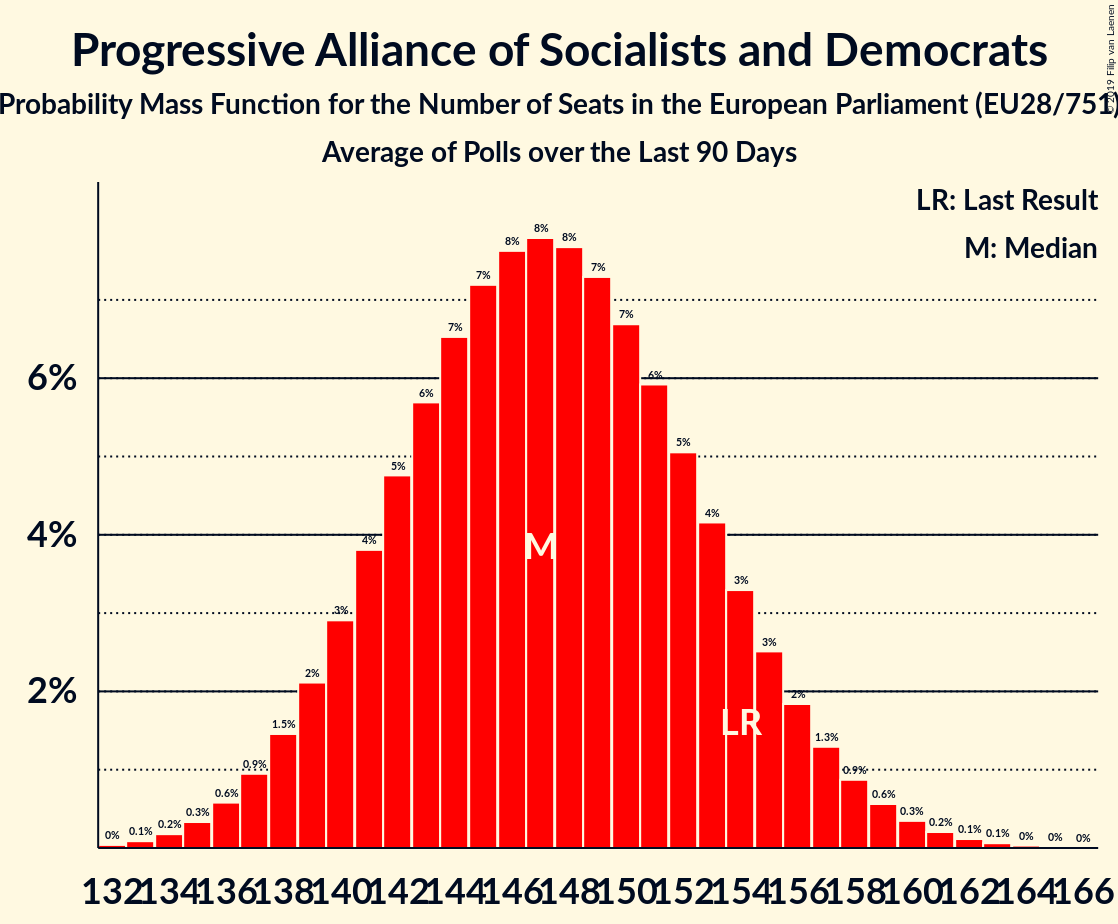 Progressive Alliance of Socialists and Democrats
Probability Mass Function for the Number of Seats in the European Parliament (EU28/751)
Average of Polls over the Last 90 Days
© 2019 Filip van Laenen
LR: Last Result
M: Median
8%
8% 8%
7% 7%
7% 7%
6% 6%
6%
5% 5%
4% 4%
4%
3% 3%
2% 3%
2%
2%
1.5% 1.3%
0.9% 0.9%
0.6% 0.6%
0% 0.1% 0.2% 0.3% 0.3% 0.2% 0.1% 0.1% 0% 0% 0%
M
LR
132 134 136 138 140 142 144 146 148 150 152 154 156 158 160 162 164 166